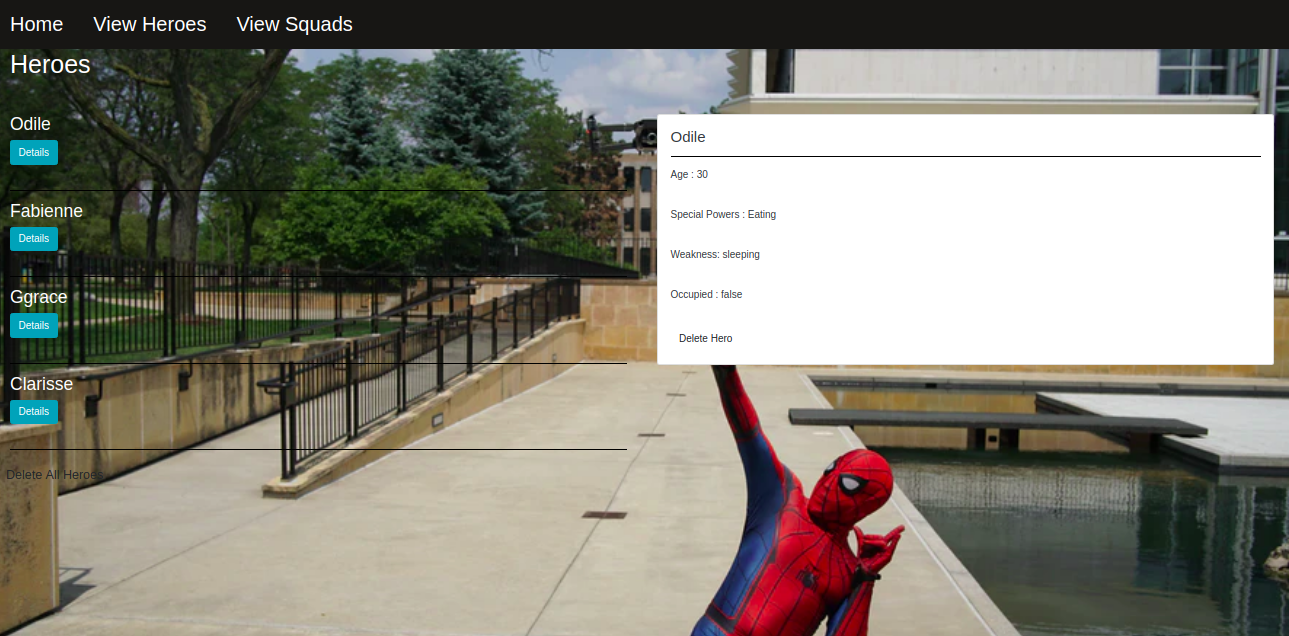 Home View Heroes View Squads
Heroes
Odile
Details
Fabienne
Details
Ggrace
Details
Clarisse
Details
Delete All Heroes
Odile
Age : 30
Special Powers : Eating
Weakness: sleeping
Occupied : false
Delete Hero